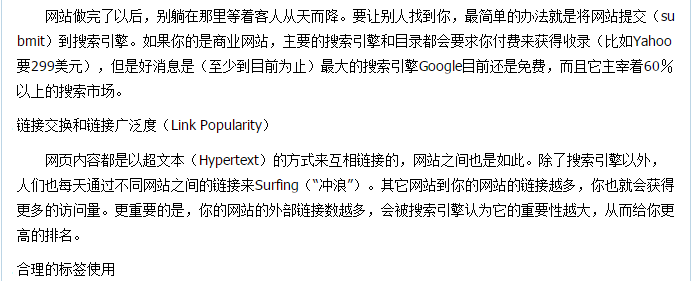 网站做完了以后，别躺在那里等着客人从天而降。要让别人找到你，最简单的办法就是将网站提交（su
bmit）到搜索引擎。如果你的是商业网站，主要的搜索引擎和目录都会要求你付费来获得收录（比如Yahoo
要299美元），但是好消息是（至少到目前为止）最大的搜索引擎Google目前还是免费，而且它主宰着60％
以上的搜索市场。
链接交换和链接广泛度（Link Popularity）
网页内容都是以超文本（Hypertext）的方式来互相链接的，网站之间也是如此。除了搜索引擎以外，
人们也每天通过不同网站之间的链接来Surfing（“冲浪”）。其它网站到你的网站的链接越多，你也就会获得
更多的访问量。更重要的是，你的网站的外部链接数越多，会被搜索引擎认为它的重要性越大，从而给你更
高的排名。
合理的标签使用